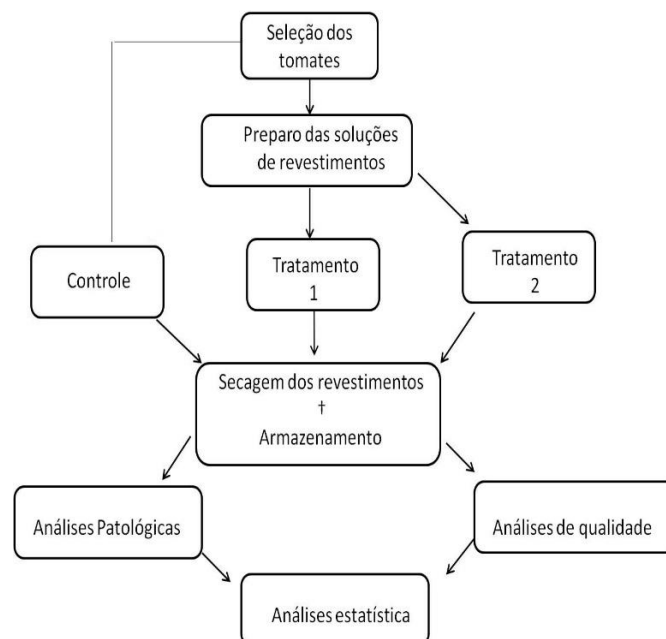 Seleção dos
tomates
Preparo das soluções
de revestimentos
Controle
Tratamento
1
Tratamento
2
Secagem dos revestimentos
†
Armazenamento
Análises Patológicas
Análises de qualidade
Análises estatística